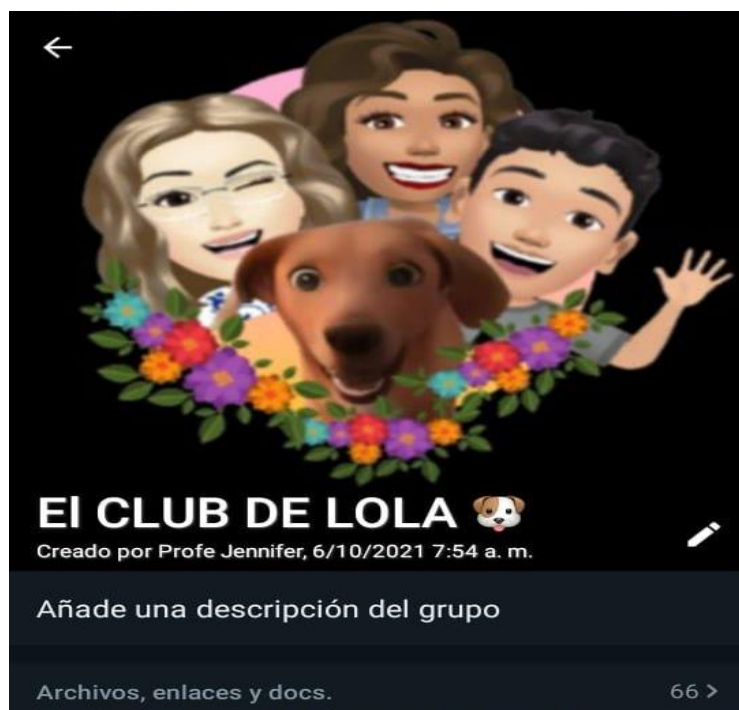 El CLUB DE LOLA 🐶
Creado por Profe Jennifer, 6/10/2021 7:54 a. m.
Añade una descripción del grupo
Archivos, enlaces y docs.
66 >